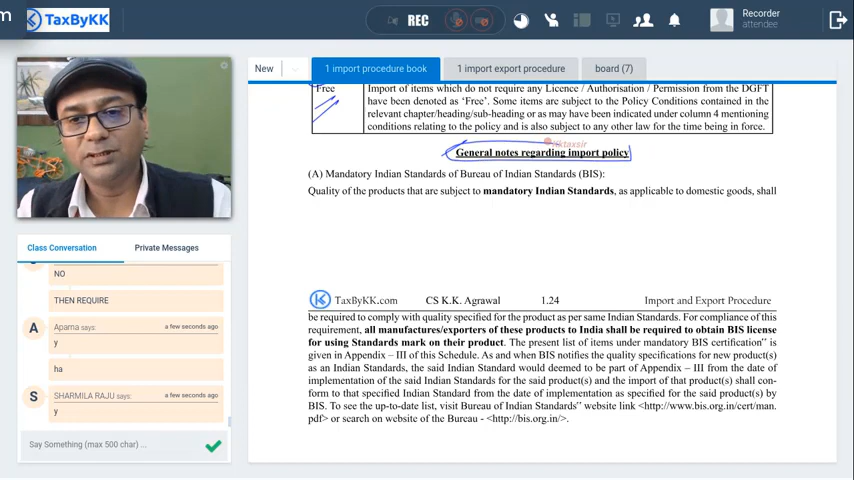 m
TaxByKK
REC
Recorder
attendee
New
1 import procedure book
1 import export procedure
board (7)
Free
Import of items which do not require any Licence / Authorisation / Permission from the DGFT
have been denoted as ‘Free’. Some items are subject to the Policy Conditions contained in the
relevant chapter/heading/sub-heading or as may have been indicated under column 4 mentioning
conditions relating to the policy and is also subject to any other law for the time being in force.
General notes regarding import policy
(A) Mandatory Indian Standards of Bureau of Indian Standards (BIS):
Quality of the products that are subject to mandatory Indian Standards, as applicable to domestic goods, shall
TaxByKK.com CS K.K. Agrawal 1.24 Import and Export Procedure
be required to comply with quality specified for the product as per same Indian Standards. For compliance of this
requirement, all manufactures/exporters of these products to India shall be required to obtain BIS license
for using Standards mark on their product. The present list of items under mandatory BIS certification” is
given in Appendix – III of this Schedule. As and when BIS notifies the quality specifications for new product(s)
as an Indian Standards, the said Indian Standard would deemed to be part of Appendix – III from the date of
implementation of the said Indian Standards for the said product(s) and the import of that product(s) shall con-
form to that specified Indian Standard from the date of implementation as specified for the said product(s) by
BIS. To see the up-to-date list, visit Bureau of Indian Standards” website link <http://www.bis.org.in/cert/man.
pdf> or search on website of the Bureau - <http://bis.org.in/>.
Class Conversation
Private Messages
NO
THEN REQUIRE
A
Aparna says:
a few seconds ago
y
ha
S
SHARMILA RAJU says:
a few seconds ago
y
Say Something (max 500 char) ...